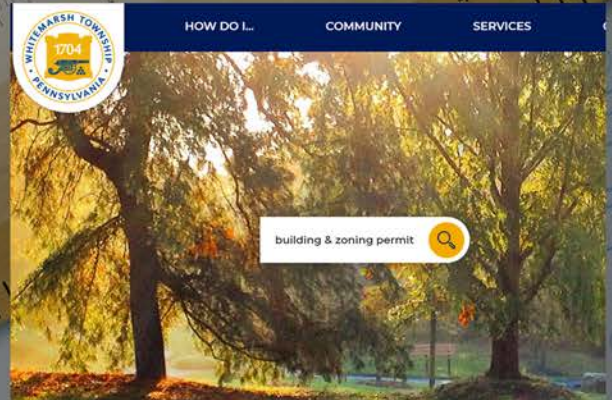 WHITEMARSH TOWNSHIP
1704
PENNSYLVANIA
HOW DO I...
COMMUNITY
SERVICES
building & zoning permit